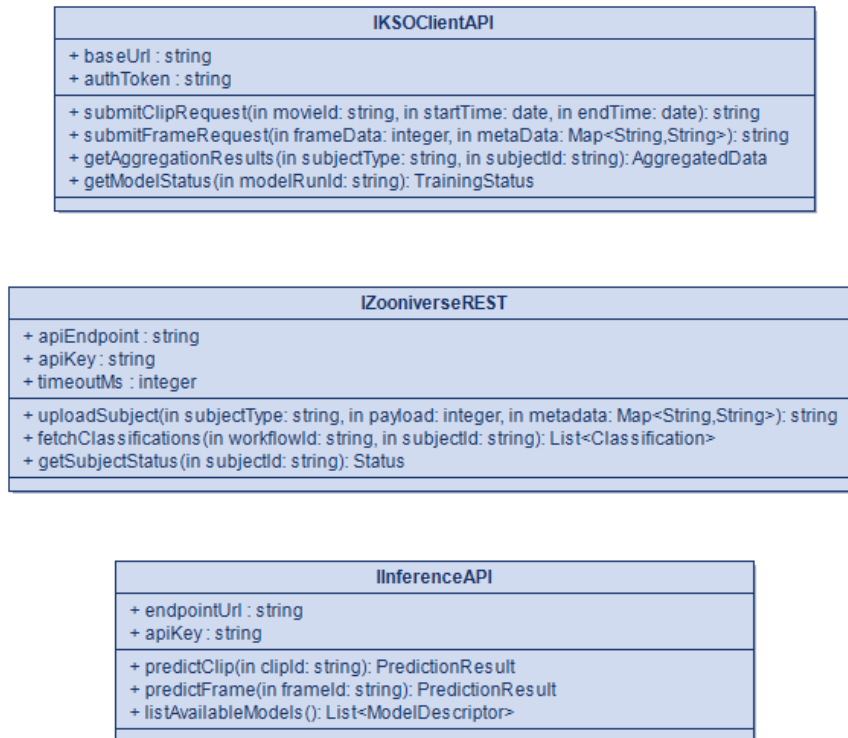 IKSOClientAPI
+ baseUrl : string
+ authToken : string
+ submitClipRequest(in movieId: string, in startTime: date, in endTime: date): string
+ submitFrameRequest(in frameData: integer, in metaData: Map<String,String>): string
+ getAggregationResults(in subjectType: string, in subjectId: string): AggregatedData
+ getModelStatus(in modelRunId: string): TrainingStatus
IZooniverseREST
+ apiEndpoint : string
+ apiKey : string
+ timeoutMs : integer
+ uploadSubject(in subjectType: string, in payload: integer, in metadata: Map<String,String>): string
+ fetchClassifications(in workflowId: string, in subjectId: string): List<Classification>
+ getSubjectStatus(in subjectId: string): Status
IInferenceAPI
+ endpointUrl : string
+ apiKey : string
+ predictClip(in clipId: string): PredictionResult
+ predictFrame(in frameId: string): PredictionResult
+ listAvailableModels(): List<ModelDescriptor>